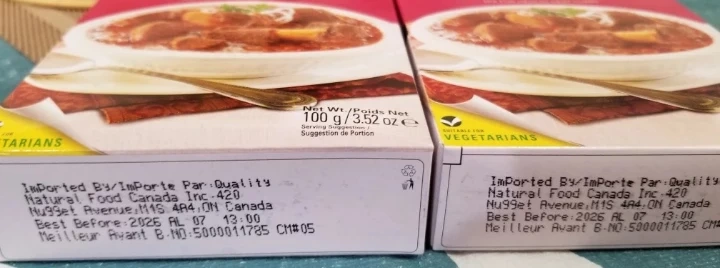 Net Wt./Poids Net
100 g/3.52 oz e
Serving Suggestion /
Suggestion de Portion
TARIANS
SUITABLE FOR
VEGETARIANS
Imported By/Importe Par:Quality
Natural Food Canada Inc.420
Nugget Avenue,M1S 4A4,ON Canada
Best Before:2026 AL 07 13:00
Meilleur Avant B.NO:5000011785 CM#05
Imported By/Importe Par:Quality
Natural Food Canada Inc.420
Nugget Avenue,M1S 4A4,ON Canada
Best Before:2026 AL 07 13:00
Meilleur Avant B.NO:5000011785 CM#